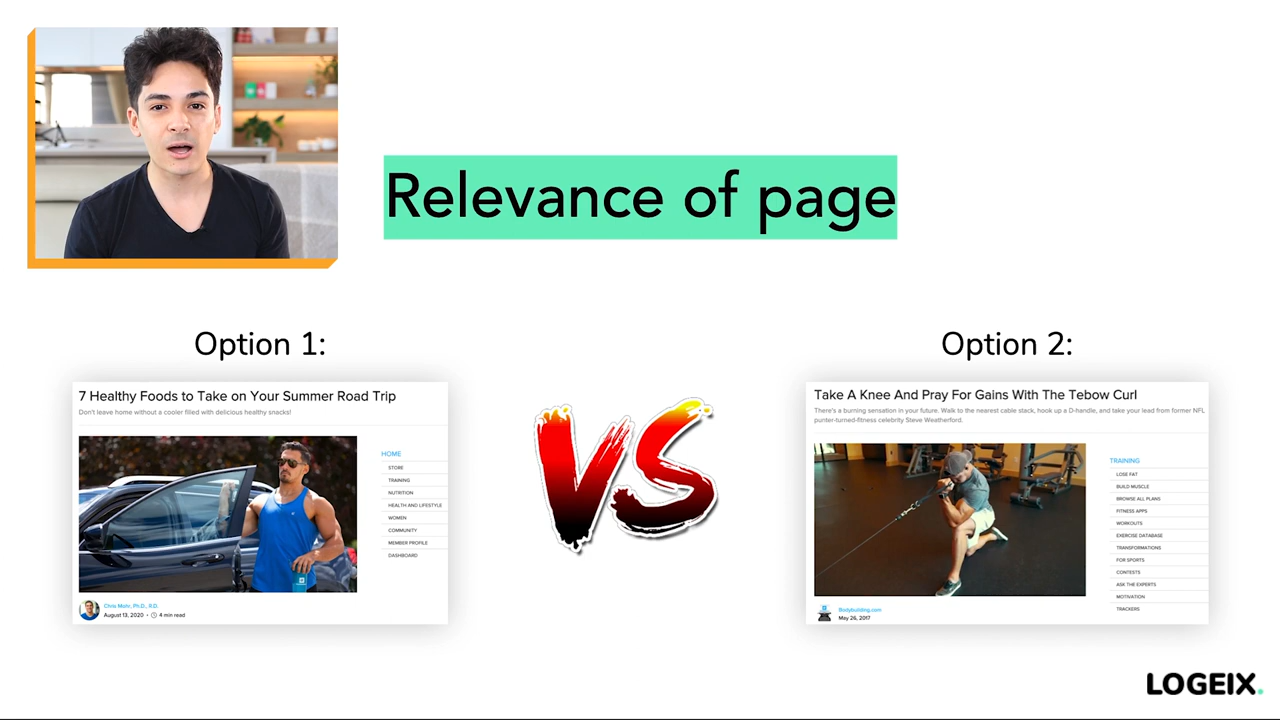 Relevance of page
Option 1:
7 Healthy Foods to Take on Your Summer Road Trip
Don't leave home without a cooler filled with delicious healthy snacks!
HOME
STORE
TRAINING
NUTRITION
HEALTH AND LIFESTYLE
WOMEN
COMMUNITY
MEMBER PROFILE
DASHBOARD
Chris Mohr, Ph.D., R.D.
August 13, 2020 • 4 min read
VS
Option 2:
Take A Knee And Pray For Gains With The Tebow Curl
There's a burning sensation in your future. Walk to the nearest cable stack, hook up a D-handle, and take your lead from former NFL
punter-turned-fitness celebrity Steve Weatherford.
TRAINING
LOSE FAT
BUILD MUSCLE
BROWSE ALL PLANS
FITNESS APPS
WORKOUTS
EXERCISE DATABASE
TRANSFORMATIONS
FOR SPORTS
CONTESTS
ASK THE EXPERTS
MOTIVATION
TRACKERS
Bodybuilding.com
May 26, 2017
LOGEIX.